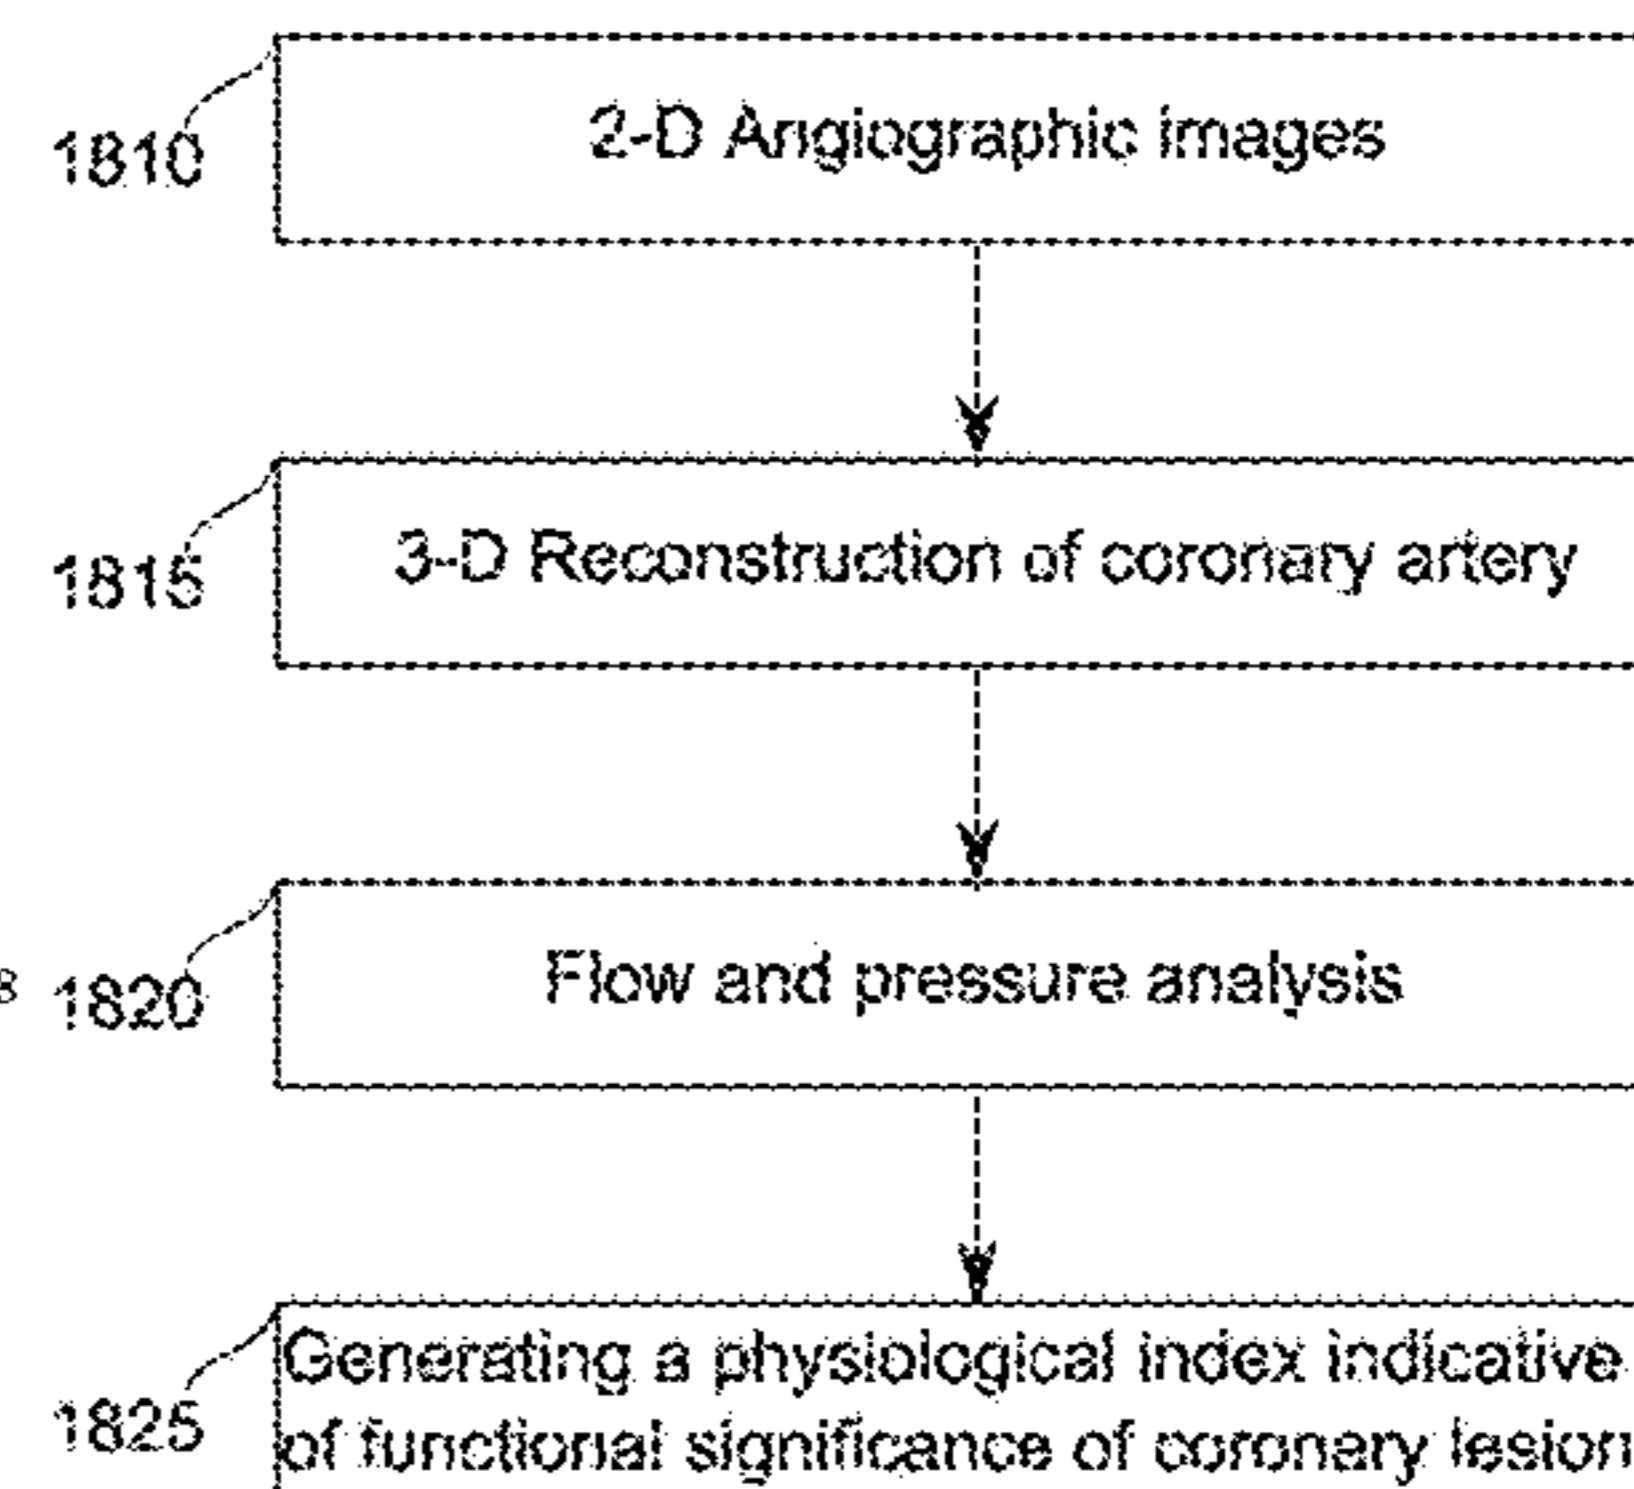 2-D Angiographic images
1810
3-D Reconstruction of coronary artery
1815
Flow and pressure analysis
8 1820
Generating a physiological index indicative
1825
of functional significance of coronary lesion